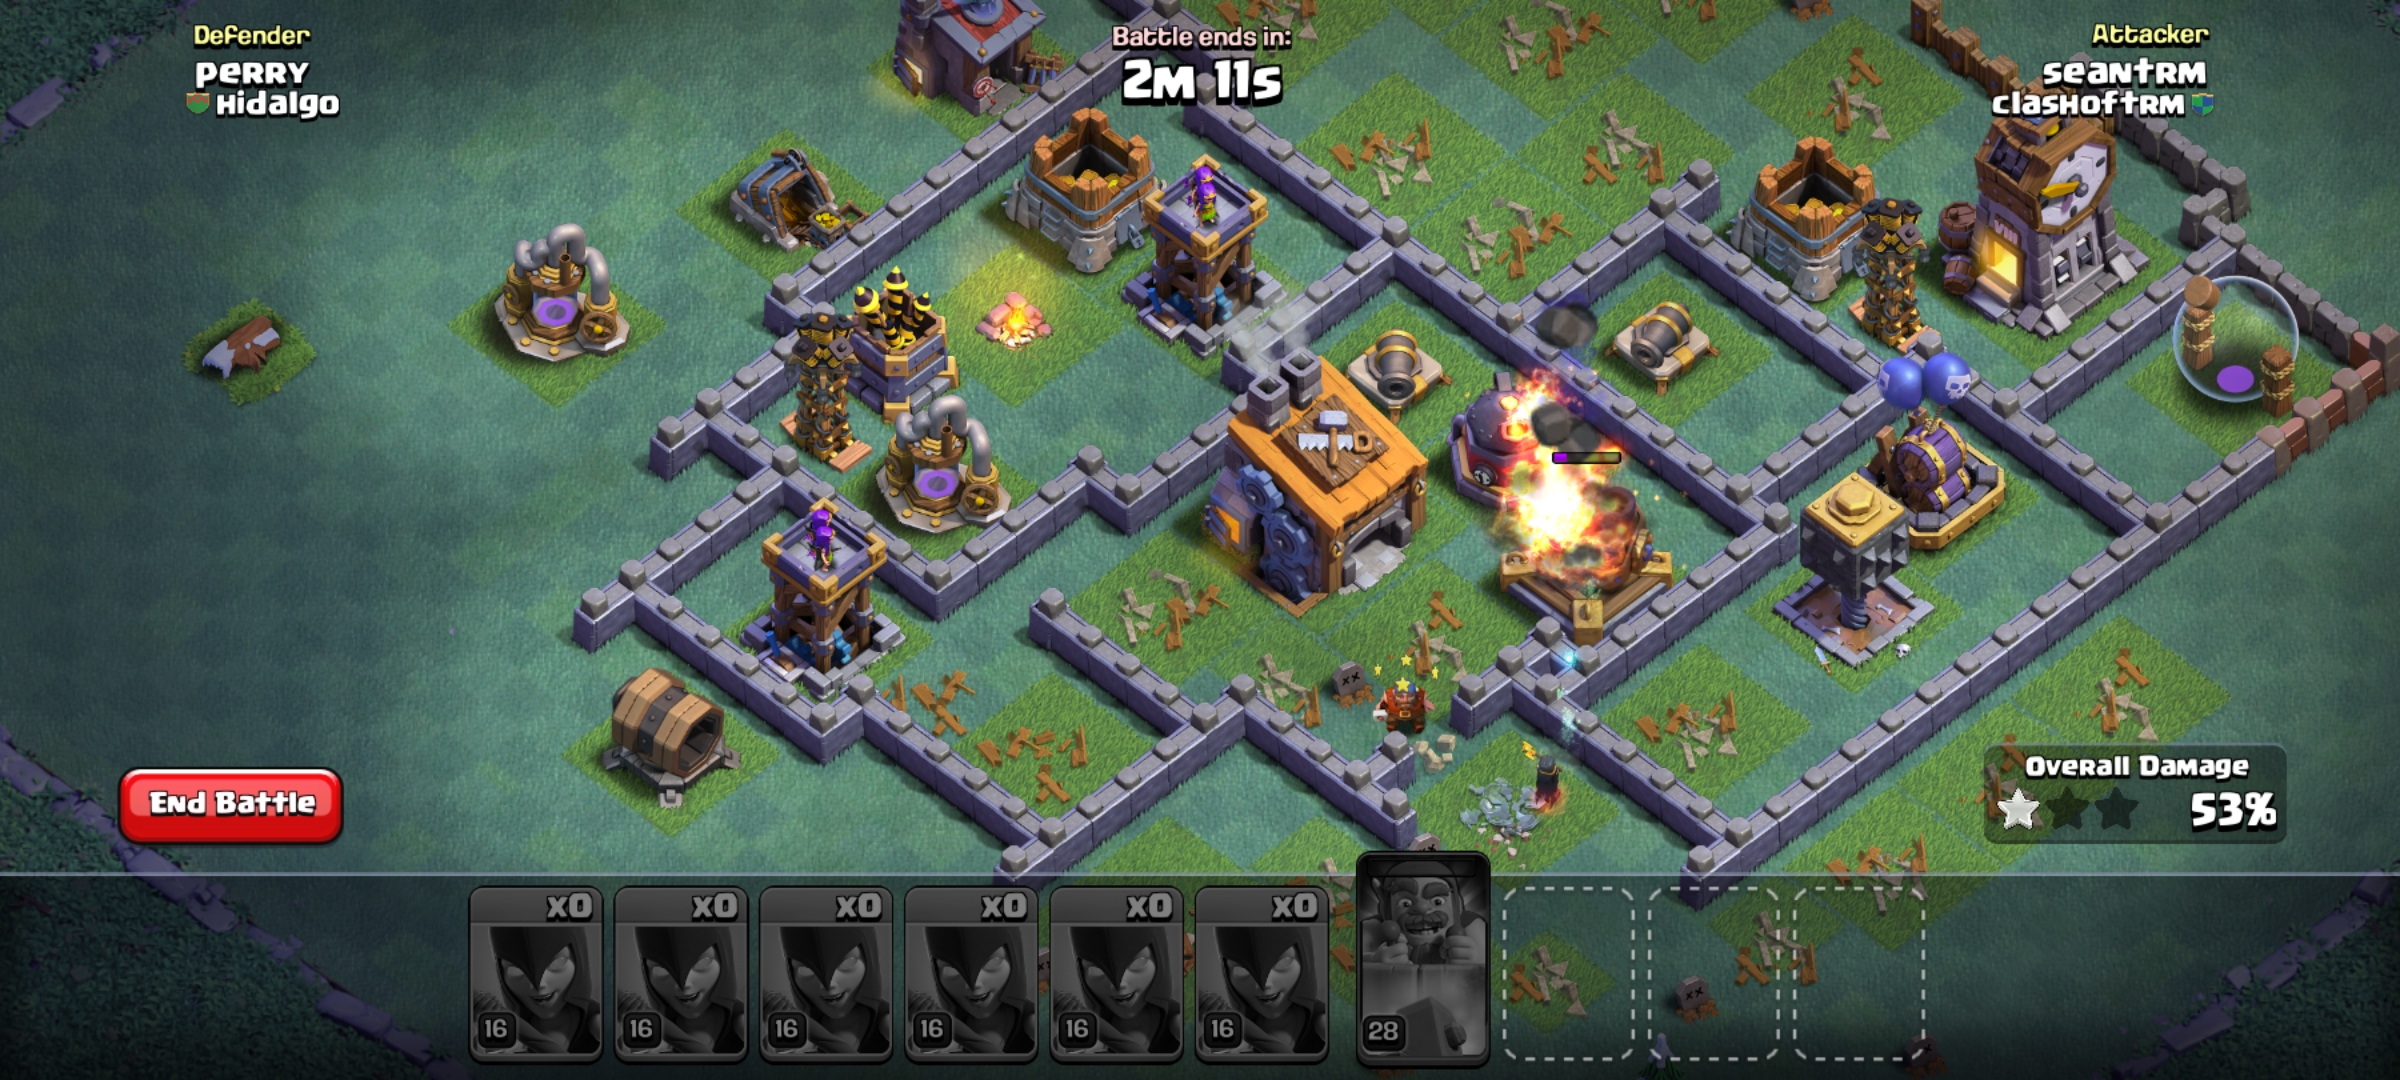 Defender
PERRY
Hidalgo
Battle ends in:
2M 11s
Attacker
seantRM
clashoftRM
VIII
End Battle
Overall Damage
53%
x0
x0
x0
x0
x0
x0
16
16
16
16
16
16
28